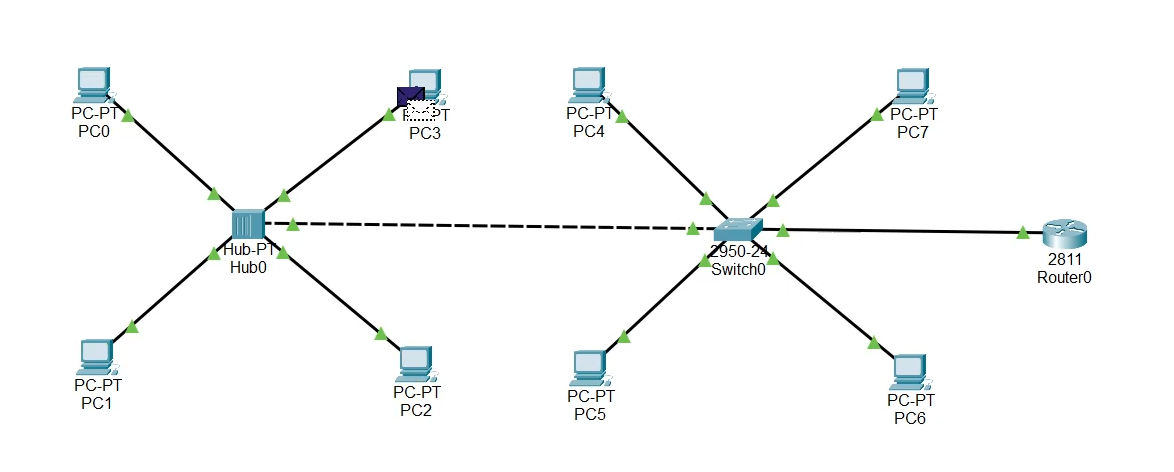 PC-PT
PC0
PT
PC3
PC-PT
PC4
PC-PT
PC7
Hub-PT
Hub0
2950-24
Switch0
2811
Router0
PC-PT
PC1
PC-PT
PC2
PC-PT
PC5
PC-PT
PC6